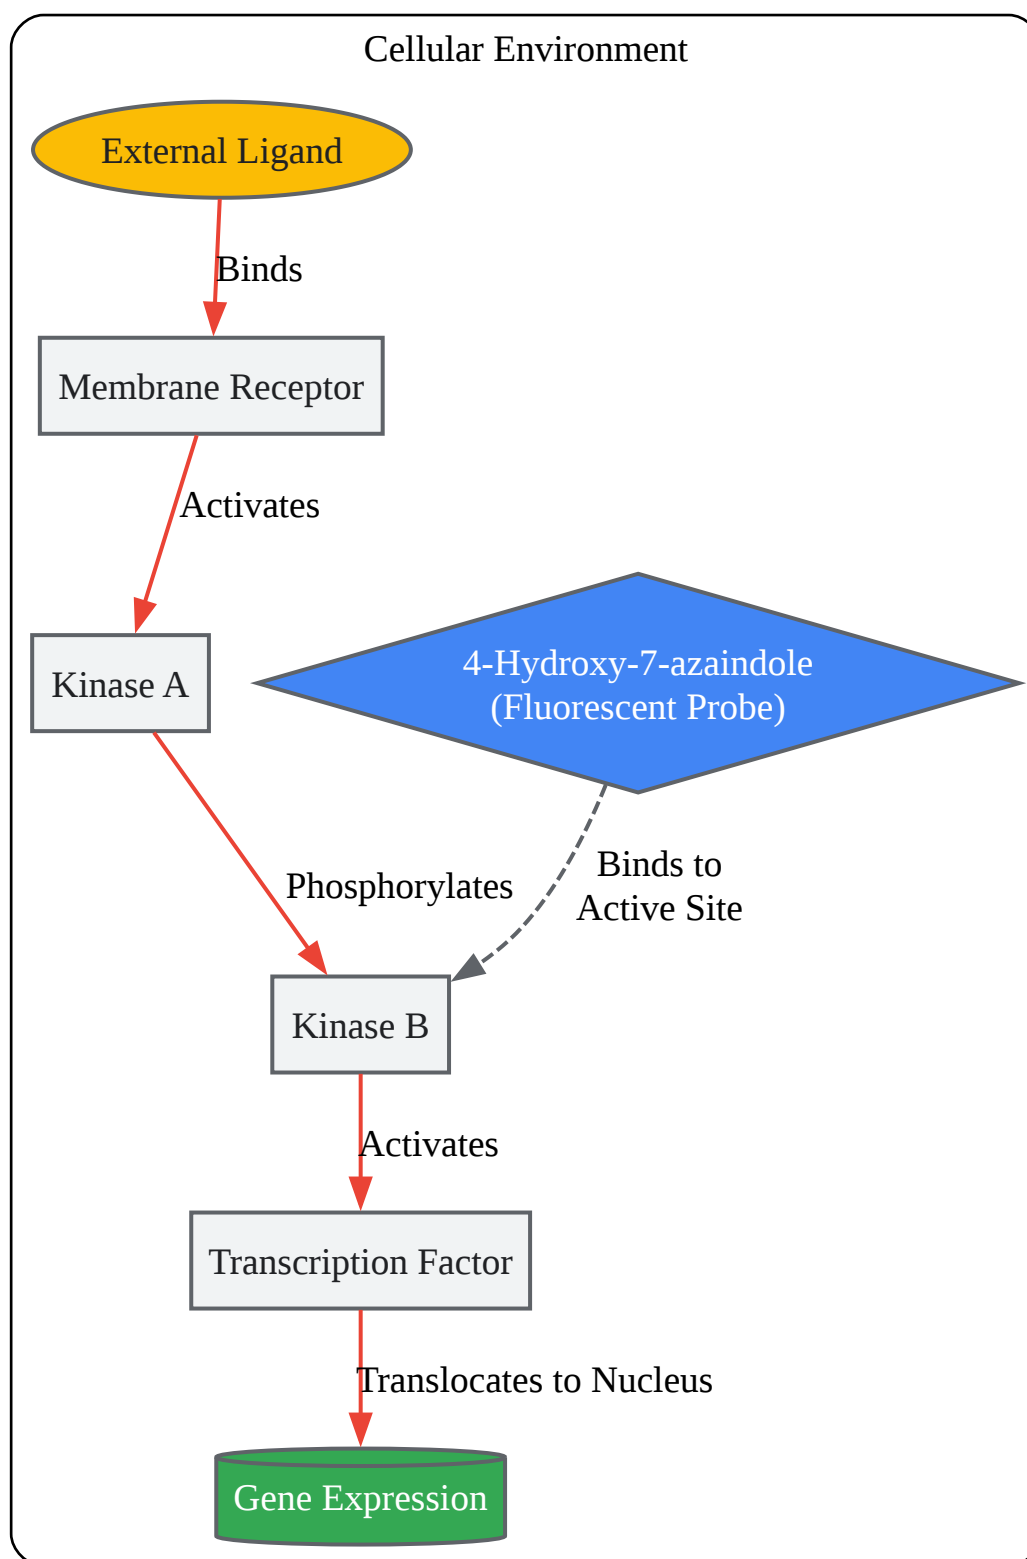 Cellular Environment
External Ligand
Binds
Membrane Receptor
Activates
Kinase A
4-Hydroxy-7-azaindole
(Fluorescent Probe)
Phosphorylates
Binds to
Active Site
Kinase B
Activates
Transcription Factor
Translocates to Nucleus
Gene Expression